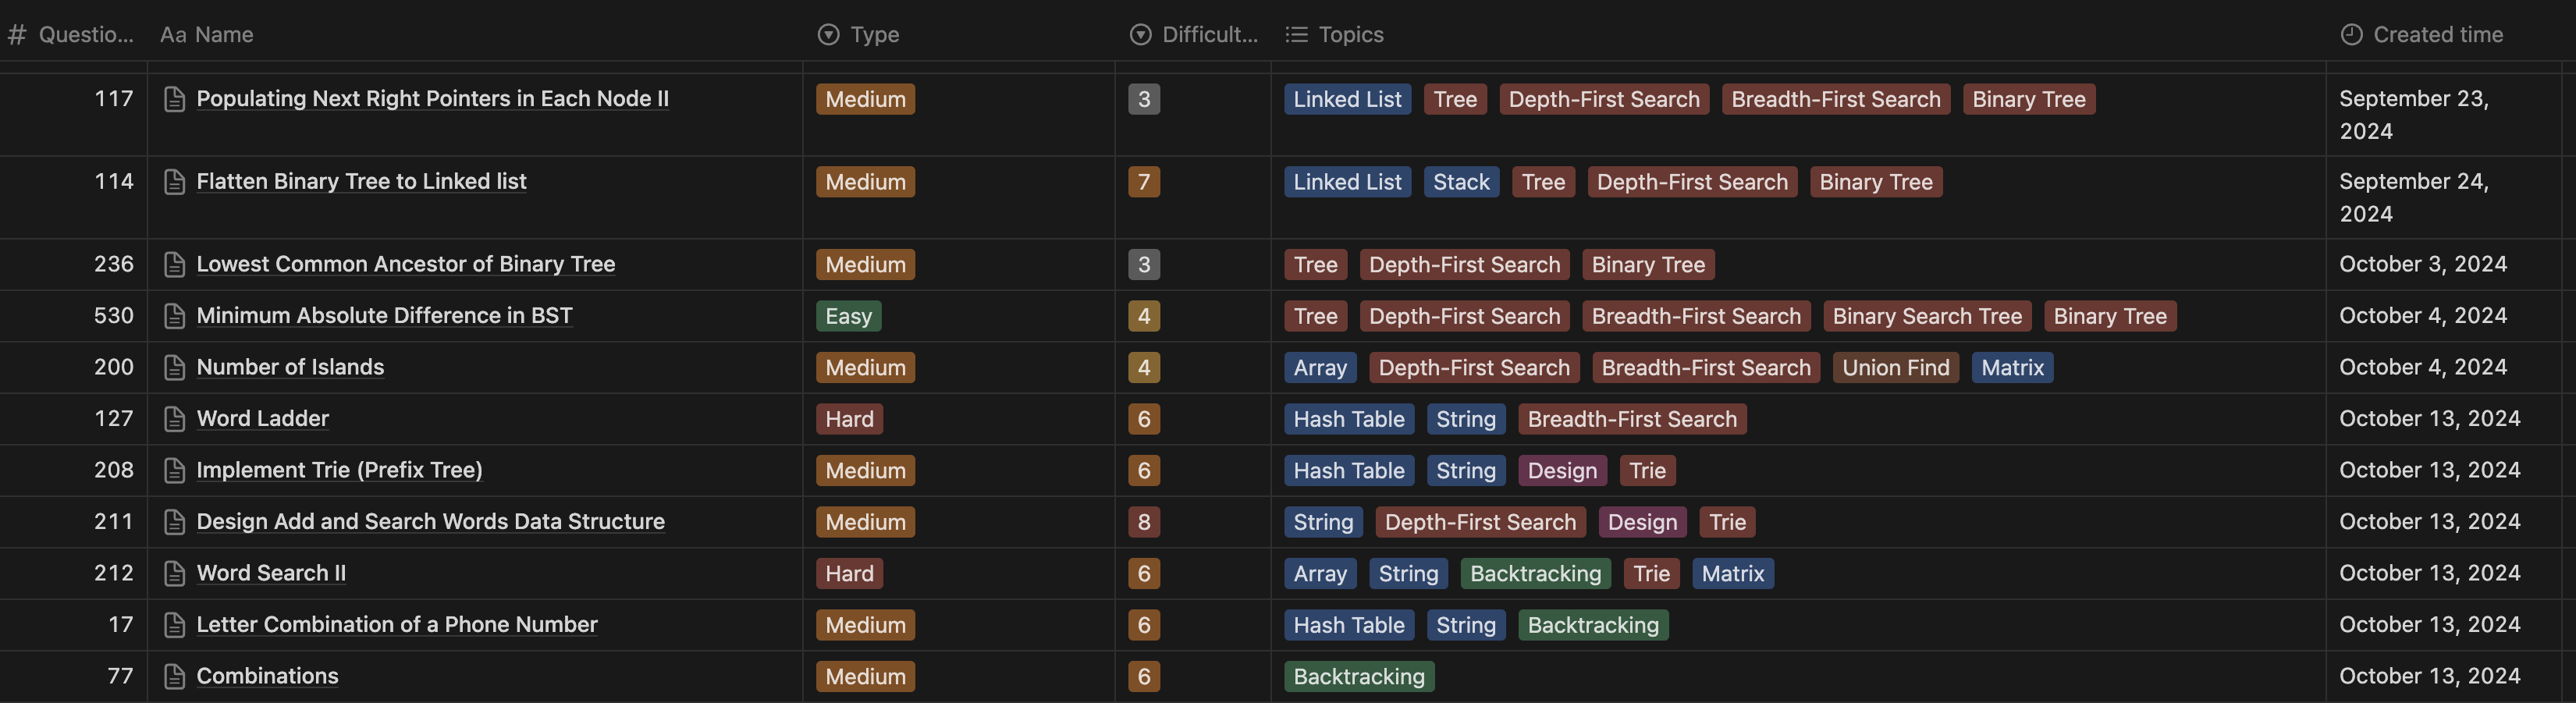 # Questio... Aa Name Type Difficult... Topics Created time
117 Populating Next Right Pointers in Each Node II Medium 3 Linked List Tree Depth-First Search Breadth-First Search Binary Tree September 23,
2024
114 Flatten Binary Tree to Linked list Medium 7 Linked List Stack Tree Depth-First Search Binary Tree September 24,
2024
236 Lowest Common Ancestor of Binary Tree Medium 3 Tree Depth-First Search Binary Tree October 3, 2024
530 Minimum Absolute Difference in BST Easy 4 Tree Depth-First Search Breadth-First Search Binary Search Tree Binary Tree October 4, 2024
200 Number of Islands Medium 4 Array Depth-First Search Breadth-First Search Union Find Matrix October 4, 2024
127 Word Ladder Hard 6 Hash Table String Breadth-First Search October 13, 2024
208 Implement Trie (Prefix Tree) Medium 6 Hash Table String Design Trie October 13, 2024
211 Design Add and Search Words Data Structure Medium 8 String Depth-First Search Design Trie October 13, 2024
212 Word Search II Hard 6 Array String Backtracking Trie Matrix October 13, 2024
17 Letter Combination of a Phone Number Medium 6 Hash Table String Backtracking October 13, 2024
77 Combinations Medium 6 Backtracking October 13, 2024